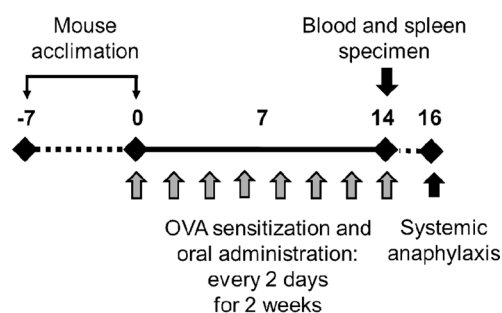 Mouse
acclimation
Blood and spleen
specimen
-7 0 7 14 16
OVA sensitization and
oral administration:
every 2 days
for 2 weeks
Systemic
anaphylaxis